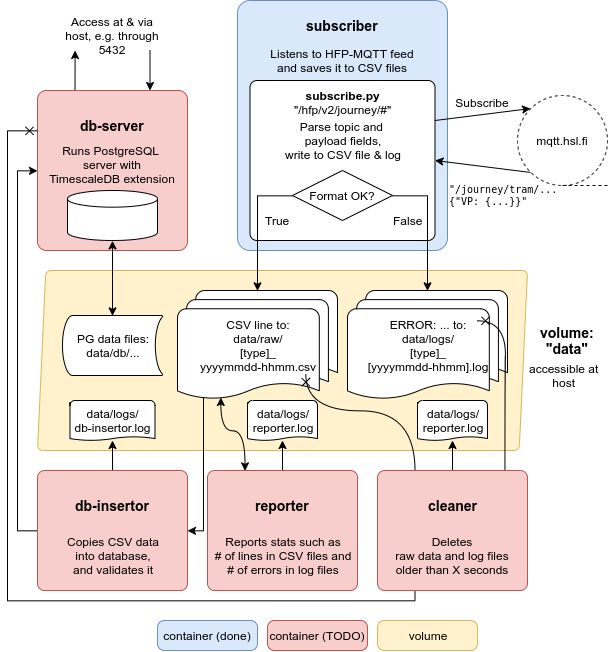 Access at & via
host, e.g. through
5432
subscriber
Listens to HFP-MQTT feed
and saves it to CSV files
subscribe.py
"/hfp/v2/journey/#"
Parse topic and
payload fields,
write to CSV file & log
Format OK?
True
False
Subscribe
mqtt.hsl.fi
"/journey/tram/...
{"VP: {...}}"
db-server
Runs PostgreSQL
server with
TimescaleDB extension
PG data files:
data/db/...
CSV line to:
data/raw/
[type]_
yyyymmdd-hhmm.csv
ERROR: ... to:
data/logs/
[type]_
[yyyymmdd-hhmm].log
volume:
"data"
accessible at
host
data/logs/
db-insertor.log
data/logs/
reporter.log
data/logs/
reporter.log
db-insertor
Copies CSV data
into database,
and validates it
reporter
Reports stats such as
# of lines in CSV files and
# of errors in log files
cleaner
Deletes
raw data and log files
older than X seconds
container (done)
container (TODO)
volume